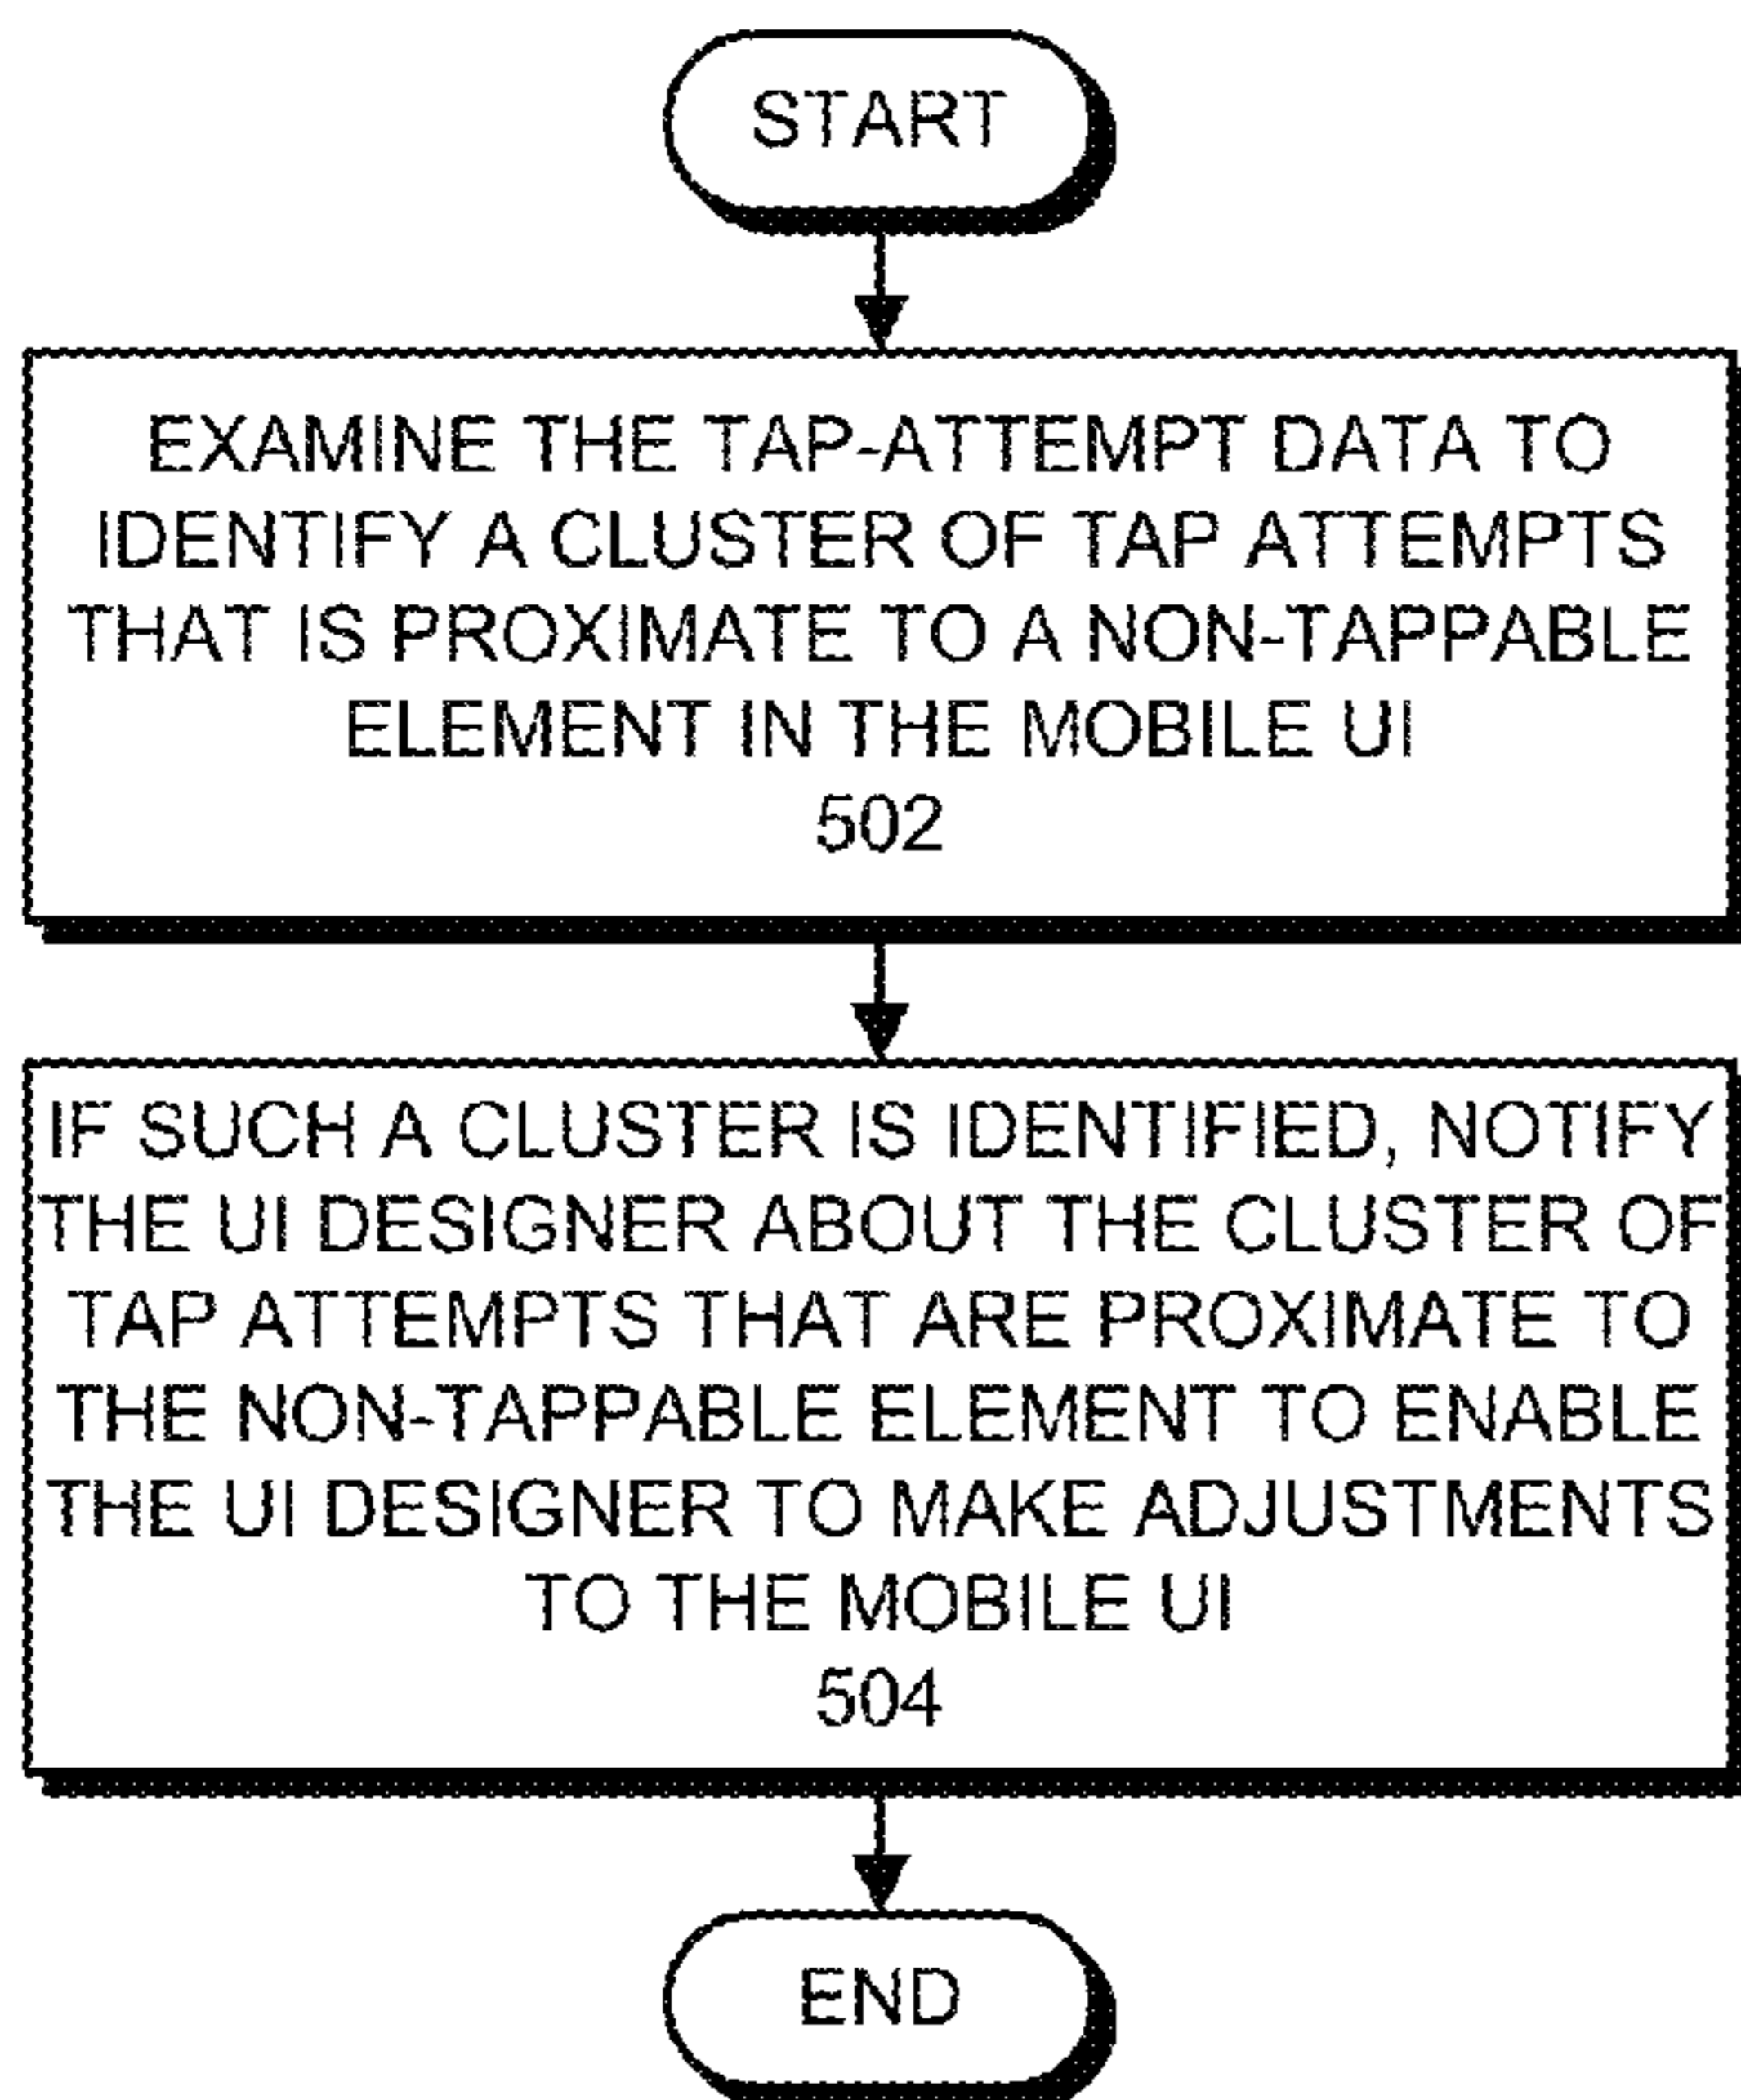 START
EXAMINE THE TAP-ATTEMPT DATA TO
IDENTIFY A CLUSTER OF TAP ATTEMPTS
THAT IS PROXIMATE TO A NON-TAPPABLE
ELEMENT IN THE MOBILE UI
502
IF SUCH A CLUSTER IS IDENTIFIED, NOTIFY
THE UI DESIGNER ABOUT THE CLUSTER OF
TAP ATTEMPTS THAT ARE PROXIMATE TO
THE NON-TAPPABLE ELEMENT TO ENABLE
THE UI DESIGNER TO MAKE ADJUSTMENTS
TO THE MOBILE UI
504
END